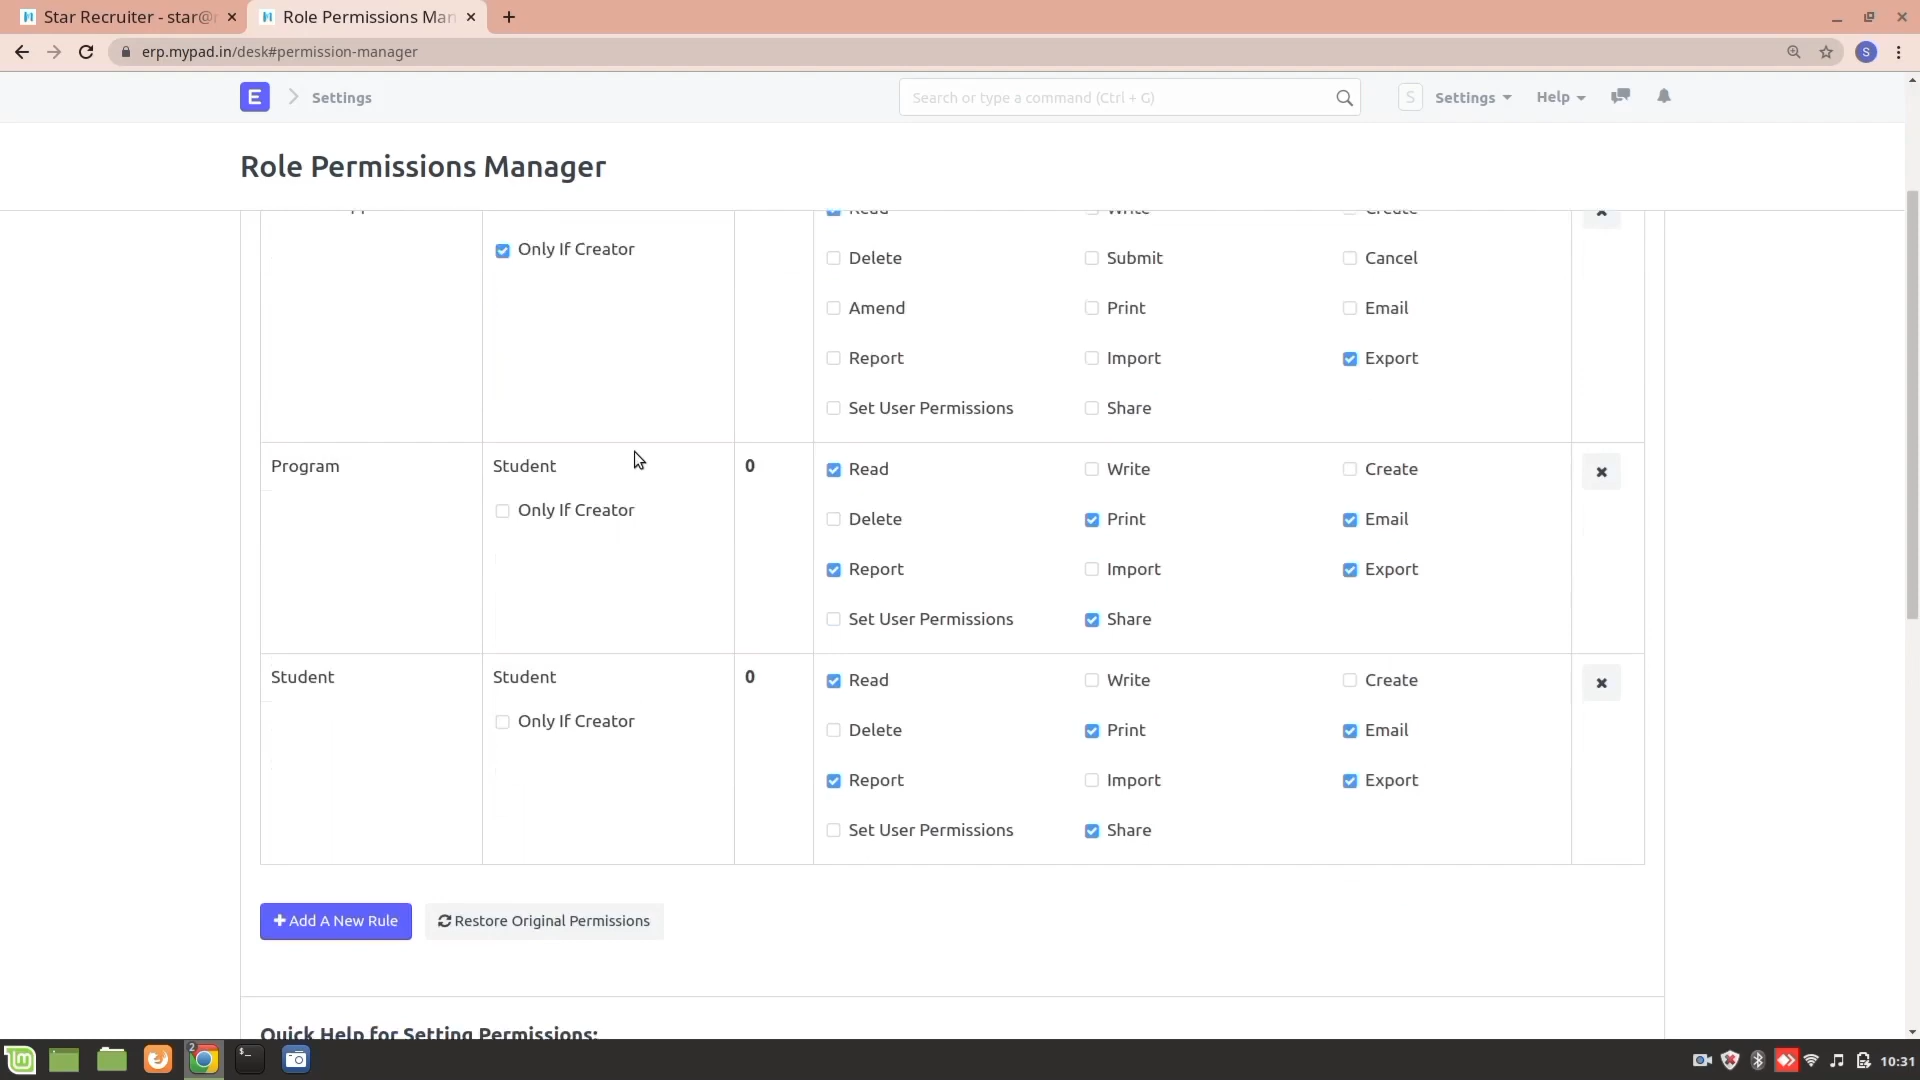 Star Recruiter - star@r
Role Permissions Man
erp.mypad.in/desk#permission-manager
S
E
Settings
Search or type a command (Ctrl + G)
S
Settings
Help
Role Permissions Manager
Read
Write
Create
Only If Creator
Delete
Submit
Cancel
Amend
Print
Email
Report
Import
Export
Set User Permissions
Share
Program
Student
0
Read
Write
Create
Only If Creator
Delete
Print
Email
Report
Import
Export
Set User Permissions
Share
Student
Student
0
Read
Write
Create
Only If Creator
Delete
Print
Email
Report
Import
Export
Set User Permissions
Share
Add A New Rule
Restore Original Permissions
Quick Help for Setting Permissions:
2
10:31